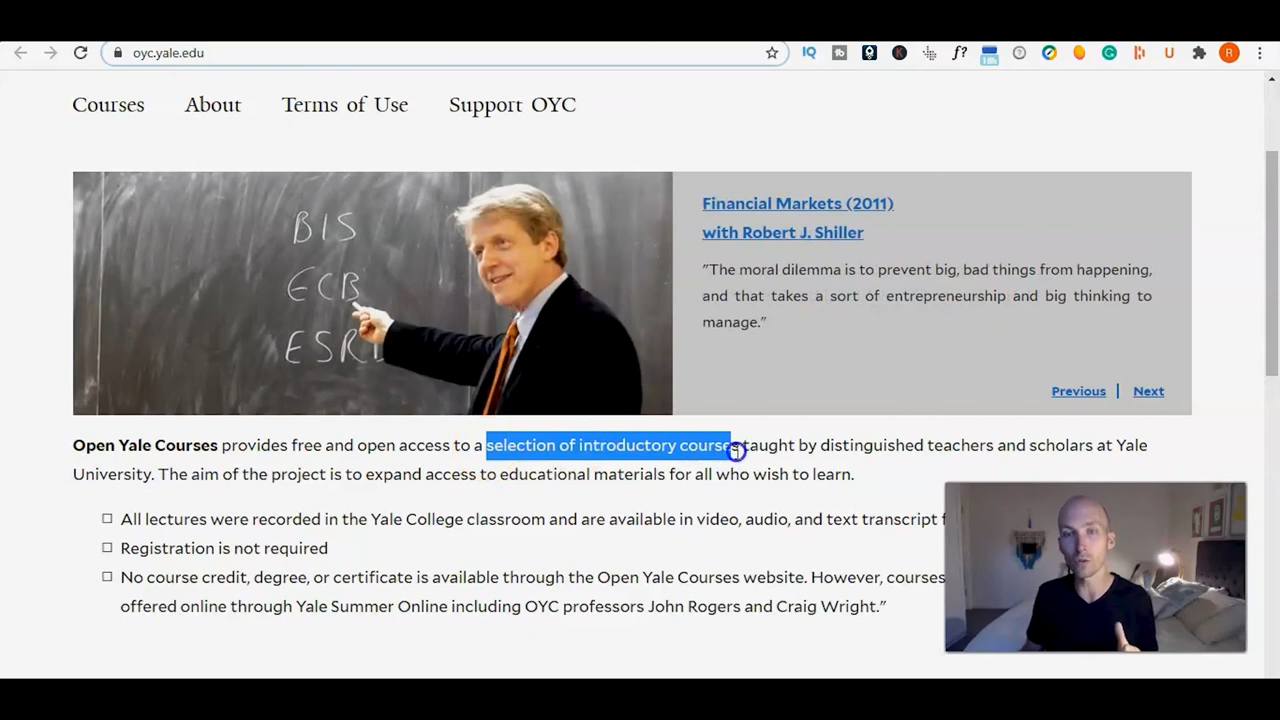 oyc.yale.edu
Courses About Terms of Use Support OYC
BIS
ECB
Financial Markets (2011)
with Robert J. Shiller
"The moral dilemma is to prevent big, bad things from happening,
and that takes a sort of entrepreneurship and big thinking to
manage."
Previous | Next
Open Yale Courses provides free and open access to a selection of introductory courses taught by distinguished teachers and scholars at Yale
University. The aim of the project is to expand access to educational materials for all who wish to learn.
All lectures were recorded in the Yale College classroom and are available in video, audio, and text transcript
Registration is not required
No course credit, degree, or certificate is available through the Open Yale Courses website. However, courses
offered online through Yale Summer Online including OYC professors John Rogers and Craig Wright."